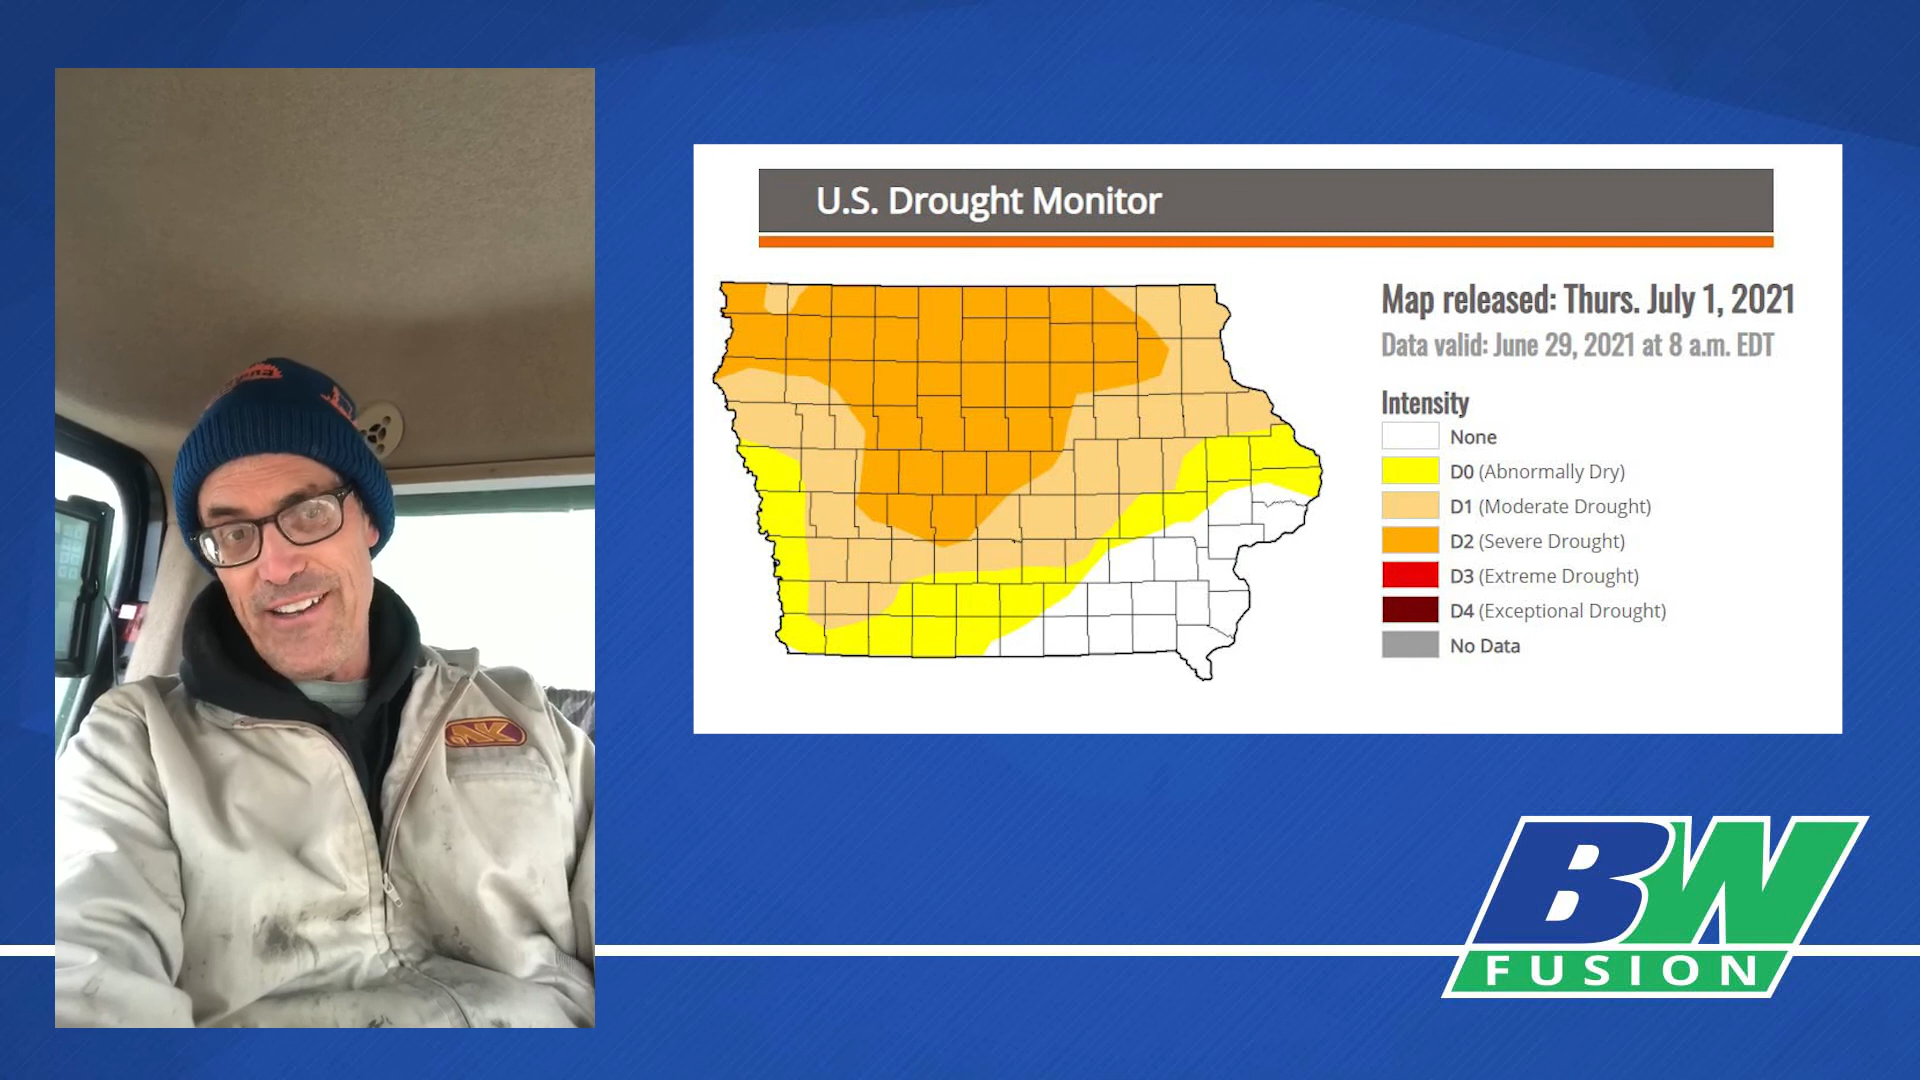 U.S. Drought Monitor
Map released: Thurs. July 1, 2021
Data valid: June 29, 2021 at 8 a.m. EDT
Intensity
None
D0 (Abnormally Dry)
D1 (Moderate Drought)
D2 (Severe Drought)
D3 (Extreme Drought)
D4 (Exceptional Drought)
No Data
BW
FUSION